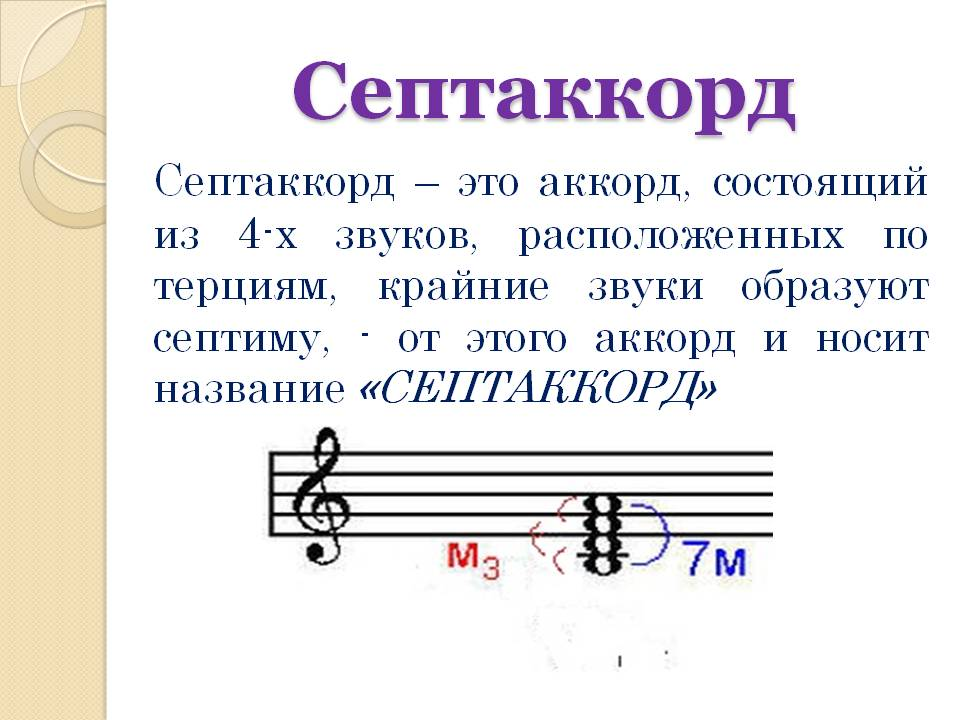 Септаккорд
Септаккорд – это аккорд, состоящий
из 4-х звуков, расположенных по
терциям, крайние звуки образуют
септиму, - от этого аккорд и носит
название «СЕПТАККОРД»
м3 7м